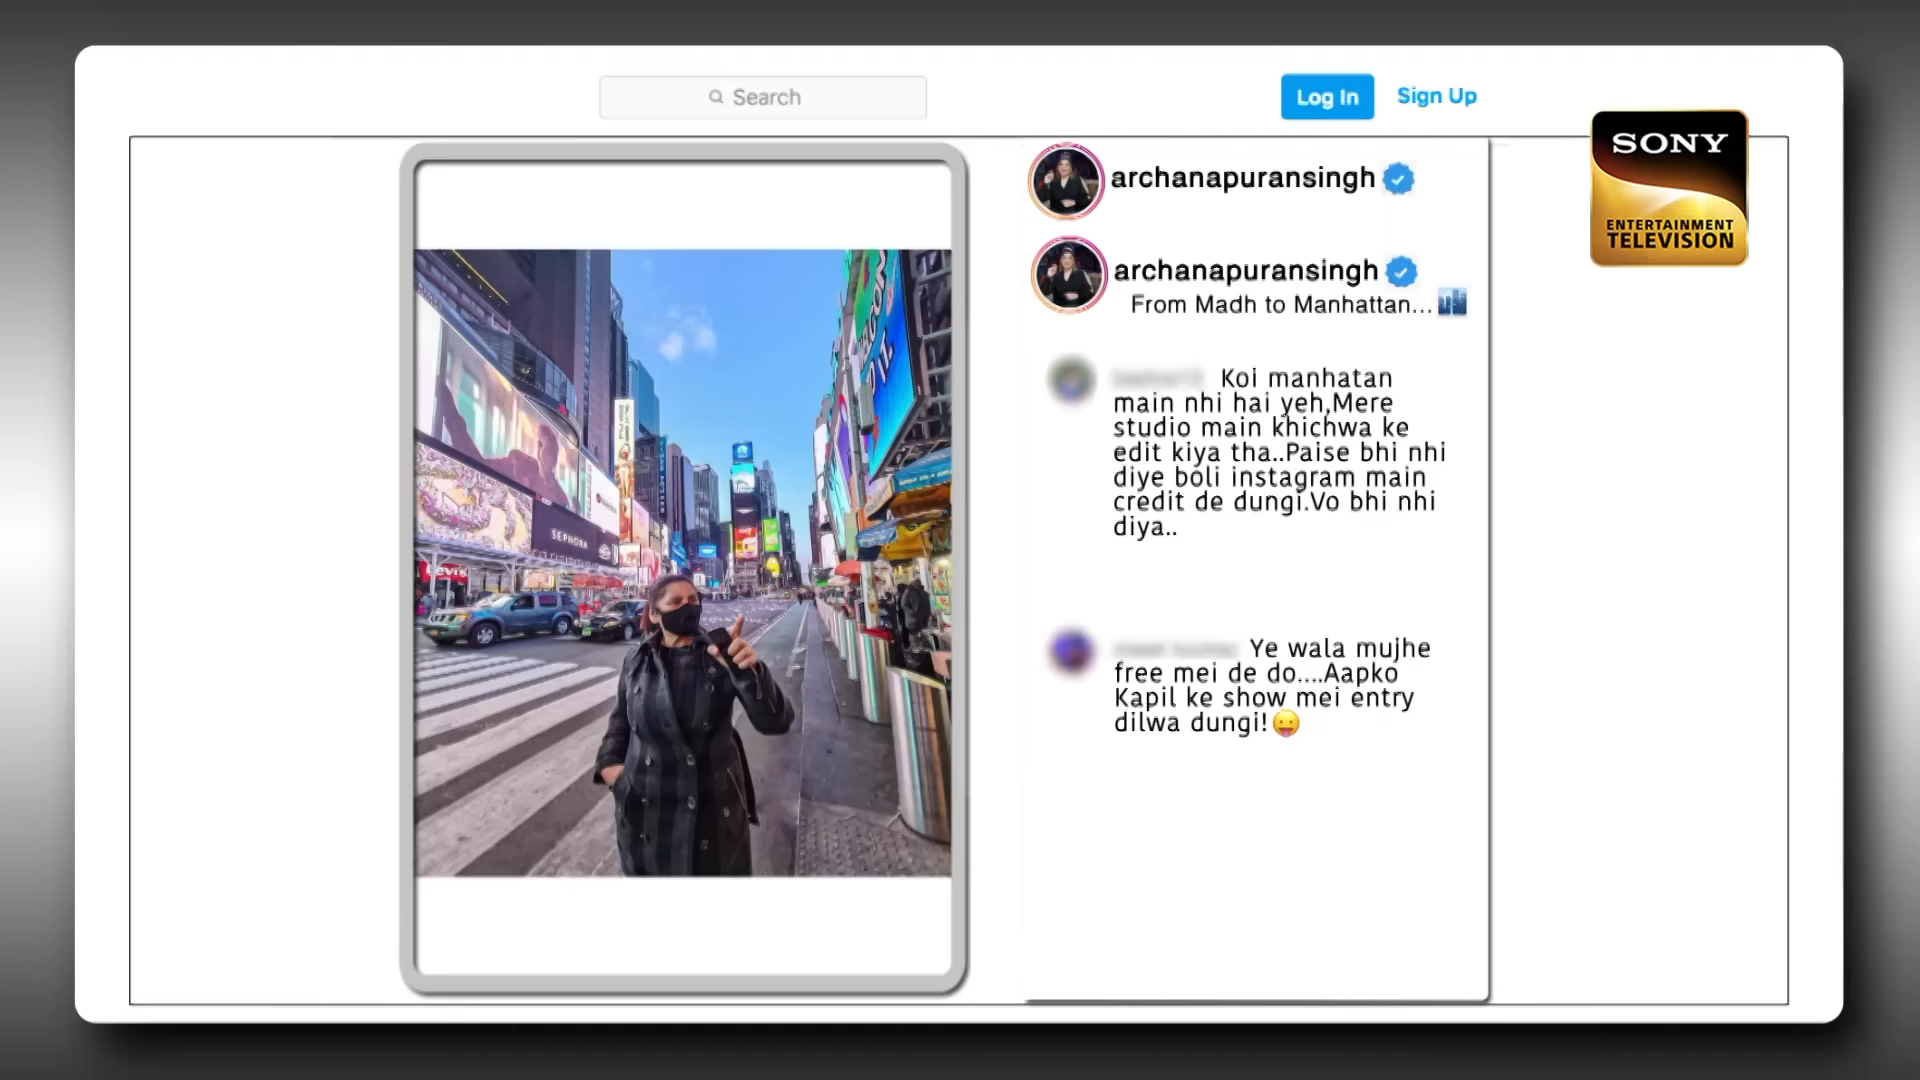 Search
Log In
Sign Up
SONY
ENTERTAINMENT
TELEVISION
archanapuransingh
archanapuransingh
From Madh to Manhattan...
Koi manhatan
main nhi hai yeh,Mere
studio main khichwa ke
edit kiya tha..Paise bhi nhi
diye boli instagram main
credit de dungi.Vo bhi nhi
diya..
Ye wala mujhe
free mei de do....Aapko
Kapil ke show mei entry
dilwa dungi!😛
SEPHORA
Levi's
IT.